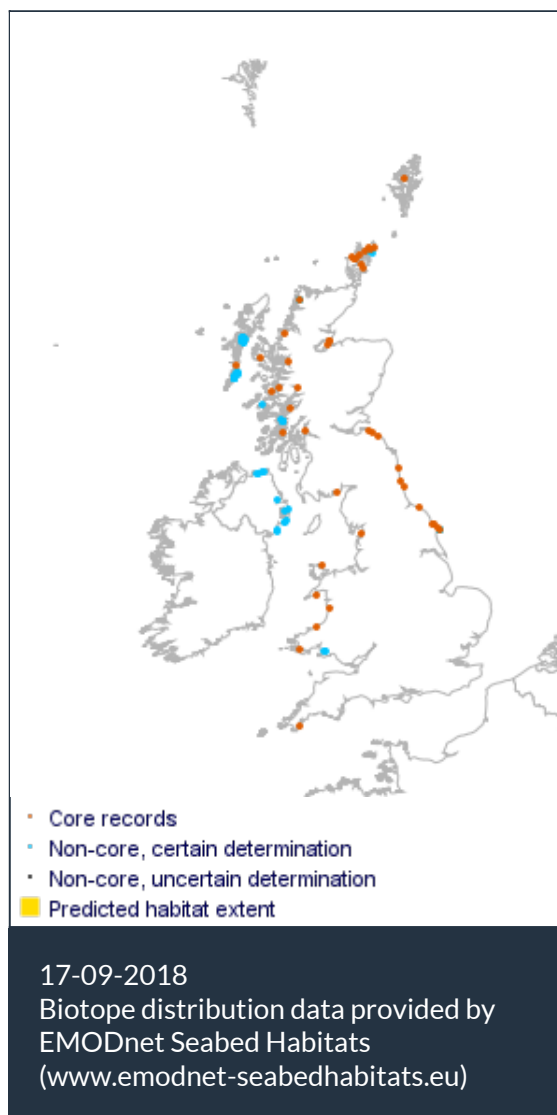 Core records
Non-core, certain determination
Non-core, uncertain determination
Predicted habitat extent
17-09-2018
Biotope distribution data provided by
EMODnet Seabed Habitats
(www.emodnet-seabedhabitats.eu)